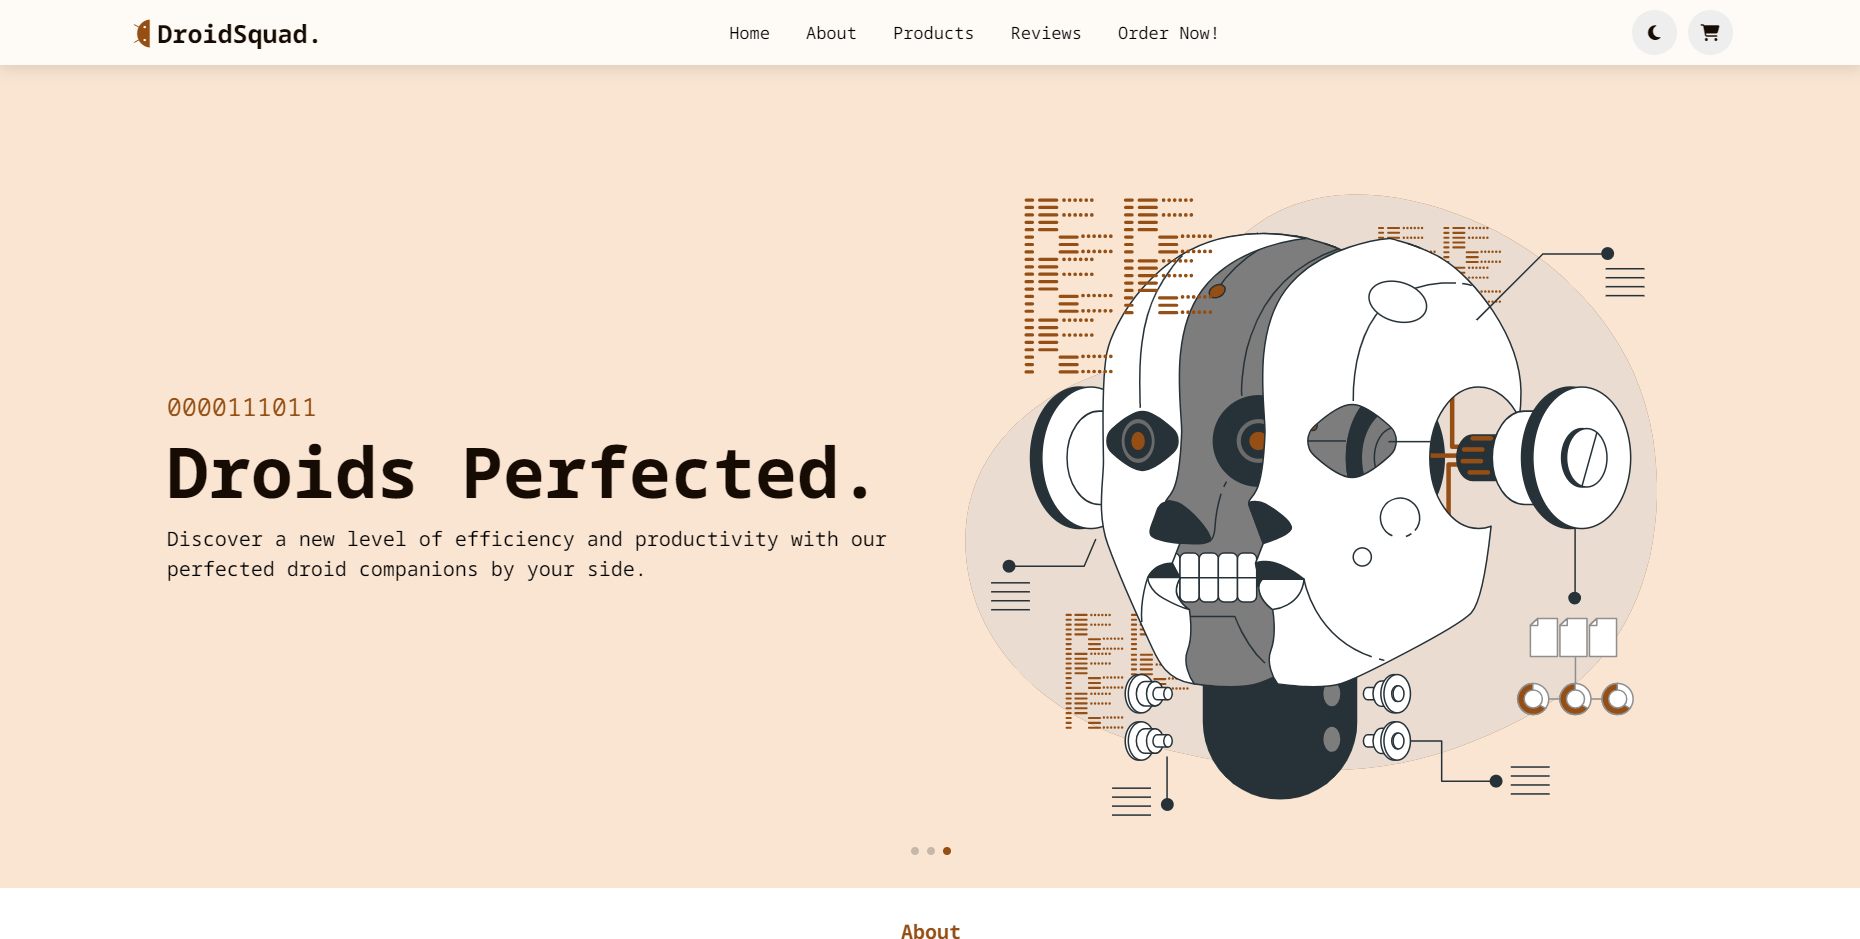 DroidSquad.
Home About Products Reviews Order Now!
0000111011
Droids Perfected.
Discover a new level of efficiency and productivity with our
perfected droid companions by your side.
About